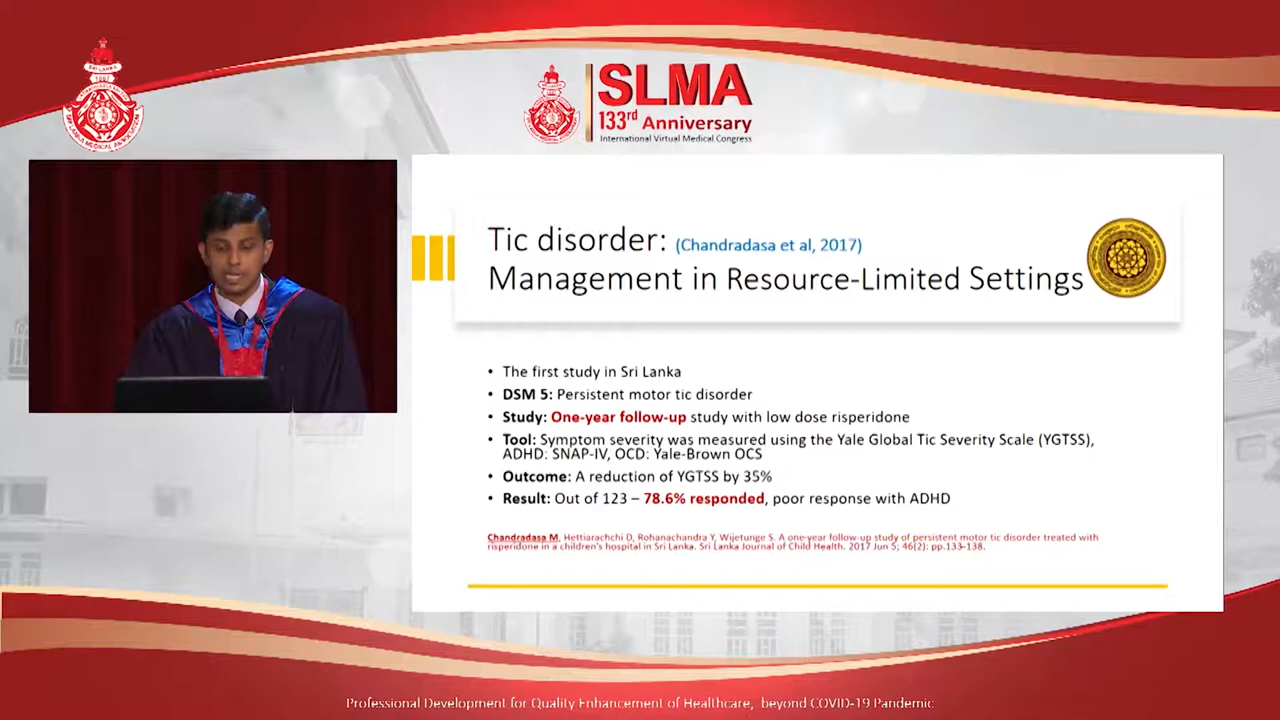 SRI LANKA
SRI LANKA MEDICAL ASSOCIATION
SLMA
133rd Anniversary
International Virtual Medical Congress
Tic disorder: (Chandradasa et al, 2017)
Management in Resource-Limited Settings
• The first study in Sri Lanka
• DSM 5: Persistent motor tic disorder
• Study: One-year follow-up study with low dose risperidone
• Tool: Symptom severity was measured using the Yale Global Tic Severity Scale (YGTSS),
ADHD: SNAP-IV, OCD: Yale-Brown OCS
• Outcome: A reduction of YGTSS by 35%
• Result: Out of 123 – 78.6% responded, poor response with ADHD
Chandradasa M, Hettiarachchi D, Rohanachandra Y, Wijetunge S. A one-year follow-up study of persistent motor tic disorder treated with
risperidone in a children's hospital in Sri Lanka. Sri Lanka Journal of Child Health. 2017 Jun 5; 46(2): pp.133–138.
Professional Development for Quality Enhancement of Healthcare, beyond COVID-19 Pandemic